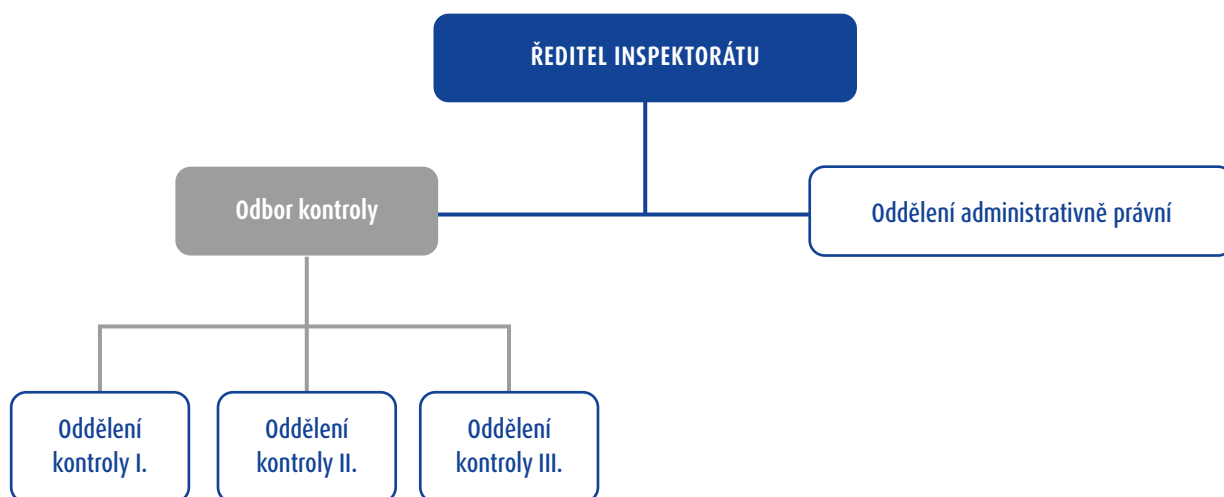 ŘEDITEL INSPEKTORÁTU
Odbor kontroly
Oddělení administrativně právní
Oddělení
kontroly I.
Oddělení
kontroly II.
Oddělení
kontroly III.